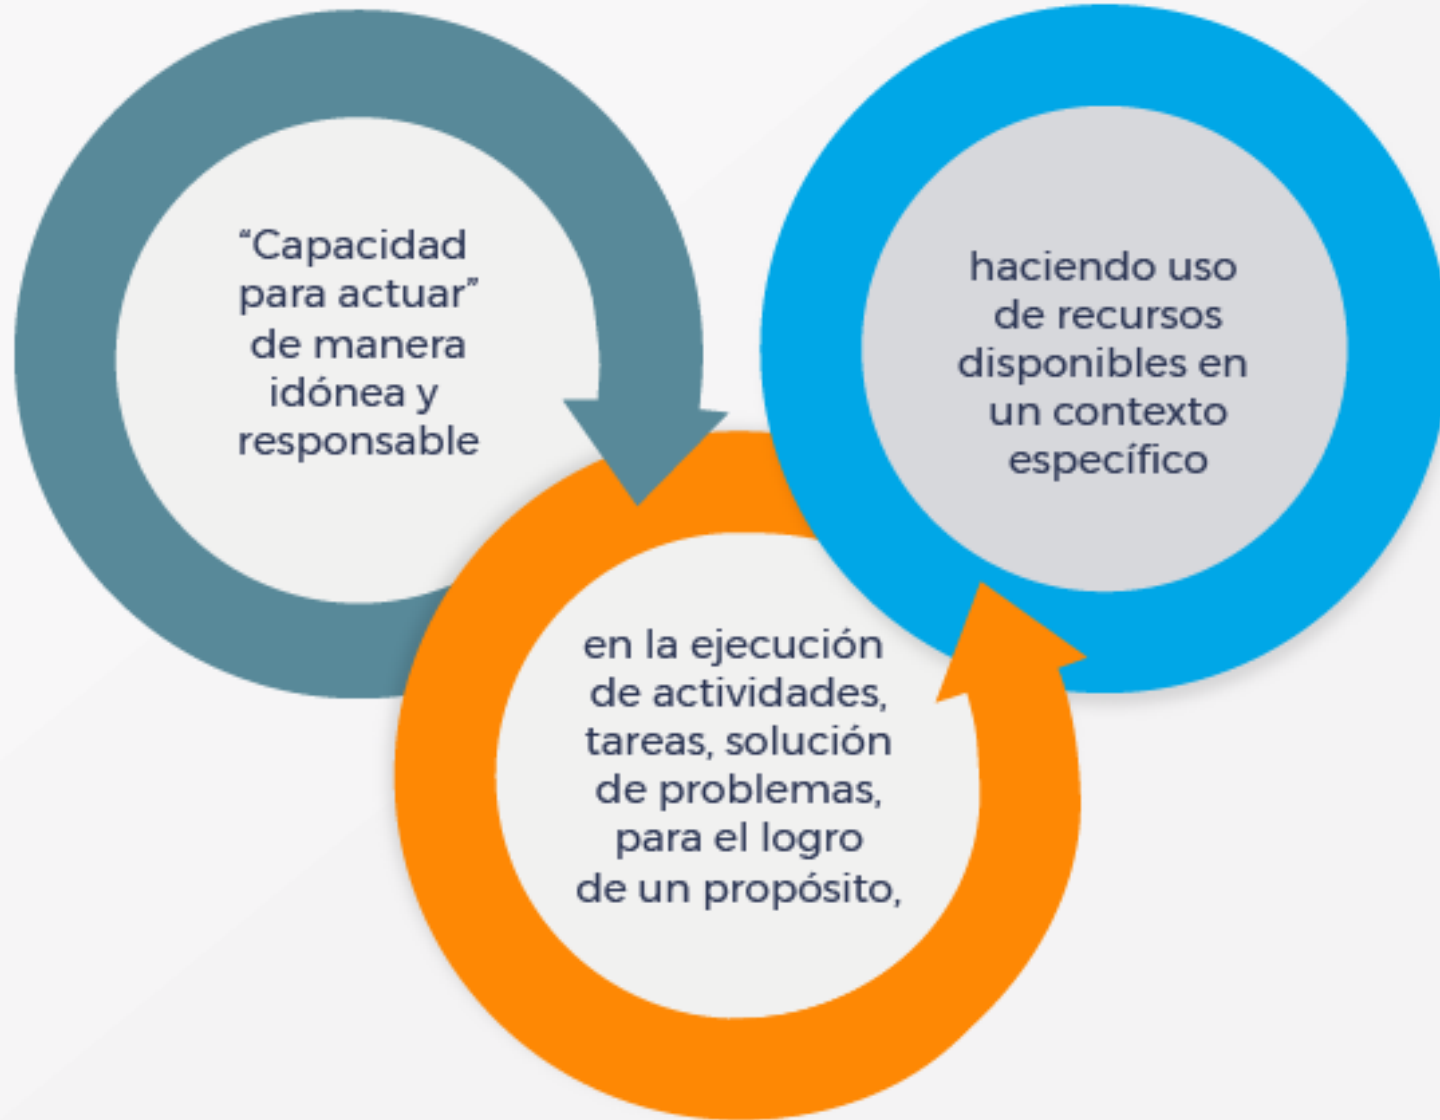 “Capacidad
para actuar”
de manera
idónea y
responsable
en la ejecución
de actividades,
tareas, solución
de problemas,
para el logro
de un propósito,
haciendo uso
de recursos
disponibles en
un contexto
específico